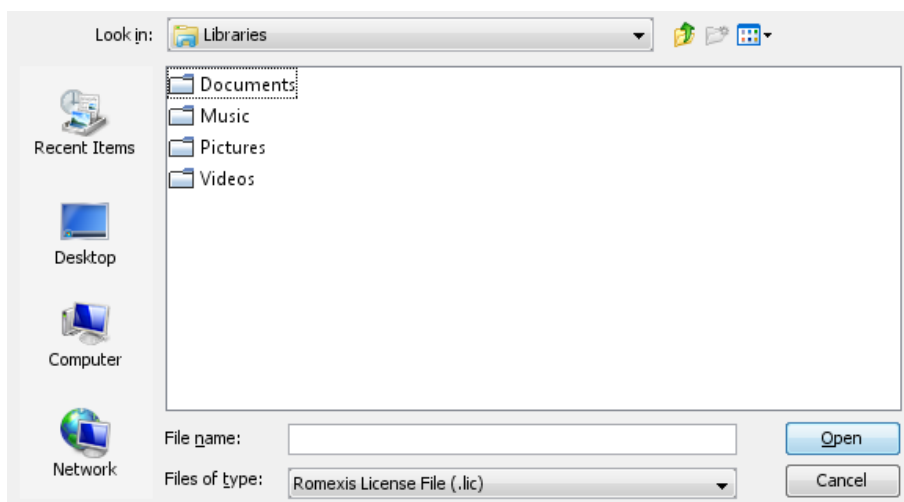 Look in: Libraries
Documents
Music
Pictures
Videos
Recent Items
Desktop
Computer
Network
File name:
Open
Files of type: Romexis License File (.lic)
Cancel